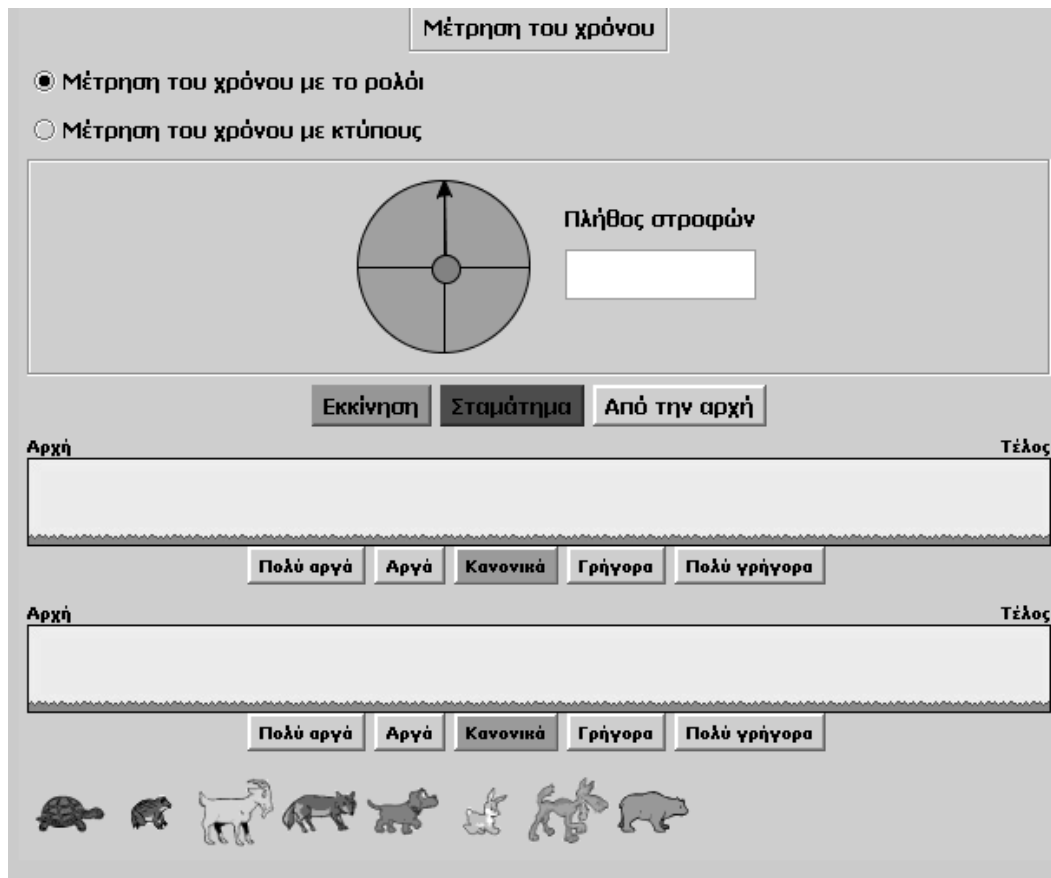 Μέτρηση του χρόνου
Μέτρηση του χρόνου με το ρολόι
Μέτρηση του χρόνου με κτύπους
Πλήθος στροφών
Εκκίνηση Σταμάτημα Από την αρχή
Αρχή Τέλος
Πολύ αργά Αργά Κανονικά Γρήγορα Πολύ γρήγορα
Αρχή Τέλος
Πολύ αργά Αργά Κανονικά Γρήγορα Πολύ γρήγορα